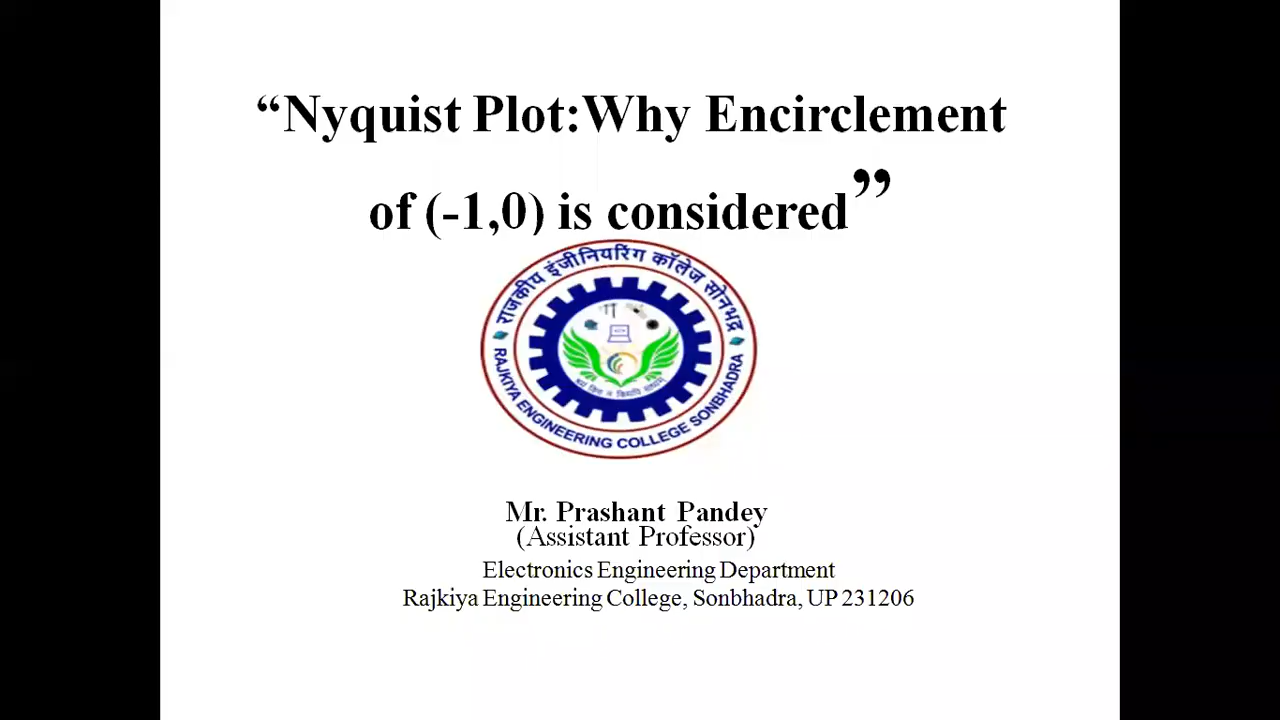 “Nyquist Plot:Why Encirclement
of (-1,0) is considered”
राजकीय इंजीनियरिंग कॉलेज सोनभद्र
RAJKIYA ENGINEERING COLLEGE SONBHADRA
Mr. Prashant Pandey
(Assistant Professor)
Electronics Engineering Department
Rajkiya Engineering College, Sonbhadra, UP 231206